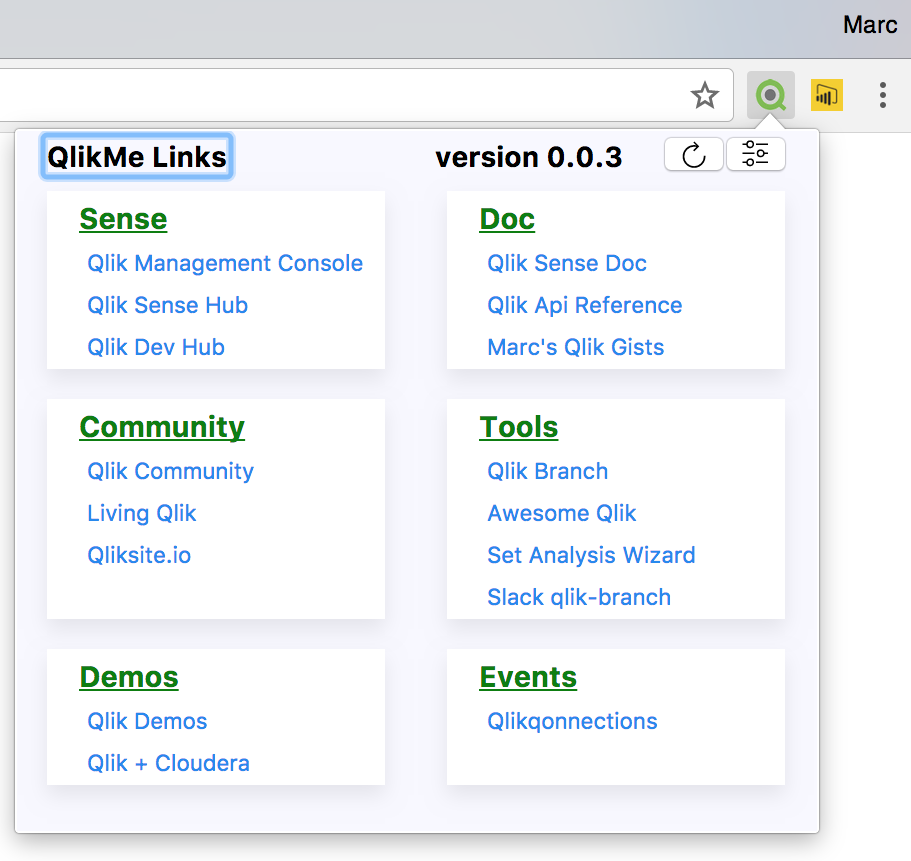 Marc
QlikMe Links
version 0.0.3
Sense
Qlik Management Console
Qlik Sense Hub
Qlik Dev Hub
Doc
Qlik Sense Doc
Qlik Api Reference
Marc's Qlik Gists
Community
Qlik Community
Living Qlik
Qliksite.io
Tools
Qlik Branch
Awesome Qlik
Set Analysis Wizard
Slack qlik-branch
Demos
Qlik Demos
Qlik + Cloudera
Events
Qlikqonnections